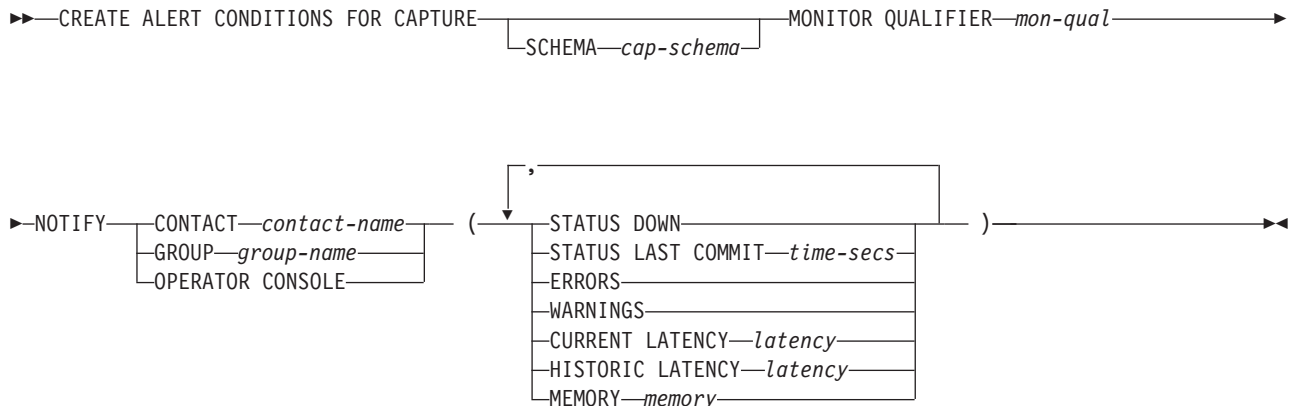 CREATE ALERT CONDITIONS FOR CAPTURE MONITOR QUALIFIER mon-qual
SCHEMA cap-schema
,
NOTIFY CONTACT contact-name ( STATUS DOWN )
GROUP group-name STATUS LAST COMMIT time-secs
OPERATOR CONSOLE ERRORS
WARNINGS
CURRENT LATENCY latency
HISTORIC LATENCY latency
MEMORY memory